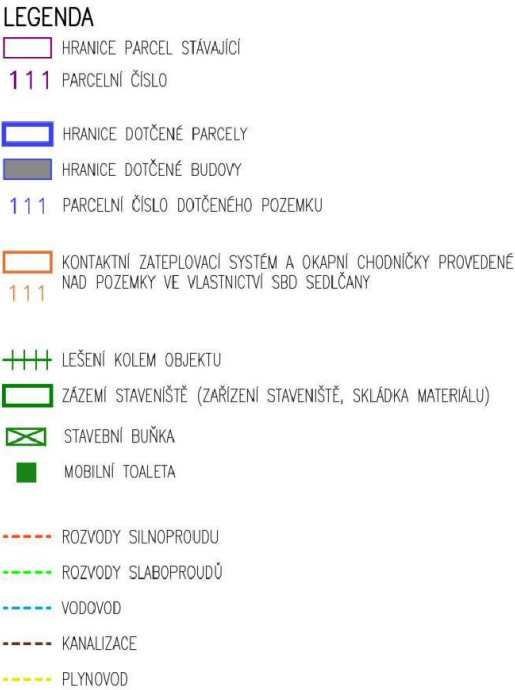 LEGENDA
HRANICE PARCEL STÁVAJÍCÍ
111 PARCELNÍ ČÍSLO
HRANICE DOTČENÉ PARCELY
HRANICE DOTČENÉ BUDOVY
111 PARCELNÍ ČÍSLO DOTČENÉHO POZEMKU
KONTAKTNÍ ZATEPLOVACÍ SYSTÉM A OKAPNÍ CHODNÍČKY PROVEDENÉ
111 NAD POZEMKY VE VLASTNICTVÍ SBD SEDLČANY
LEŠENÍ KOLEM OBJEKTU
ZÁZEMÍ STAVENÍŠTĚ (ZAŘÍZENÍ STAVENIŠTĚ, SKLÁDKA MATERIÁLU)
STAVEBNÍ BUŇKA
MOBILNÍ TOALETA
ROZVODY SILNOPROUDU
ROZVODY SLABOPROUDŮ
VODOVOD
KANALIZACE
PLYNOVOD